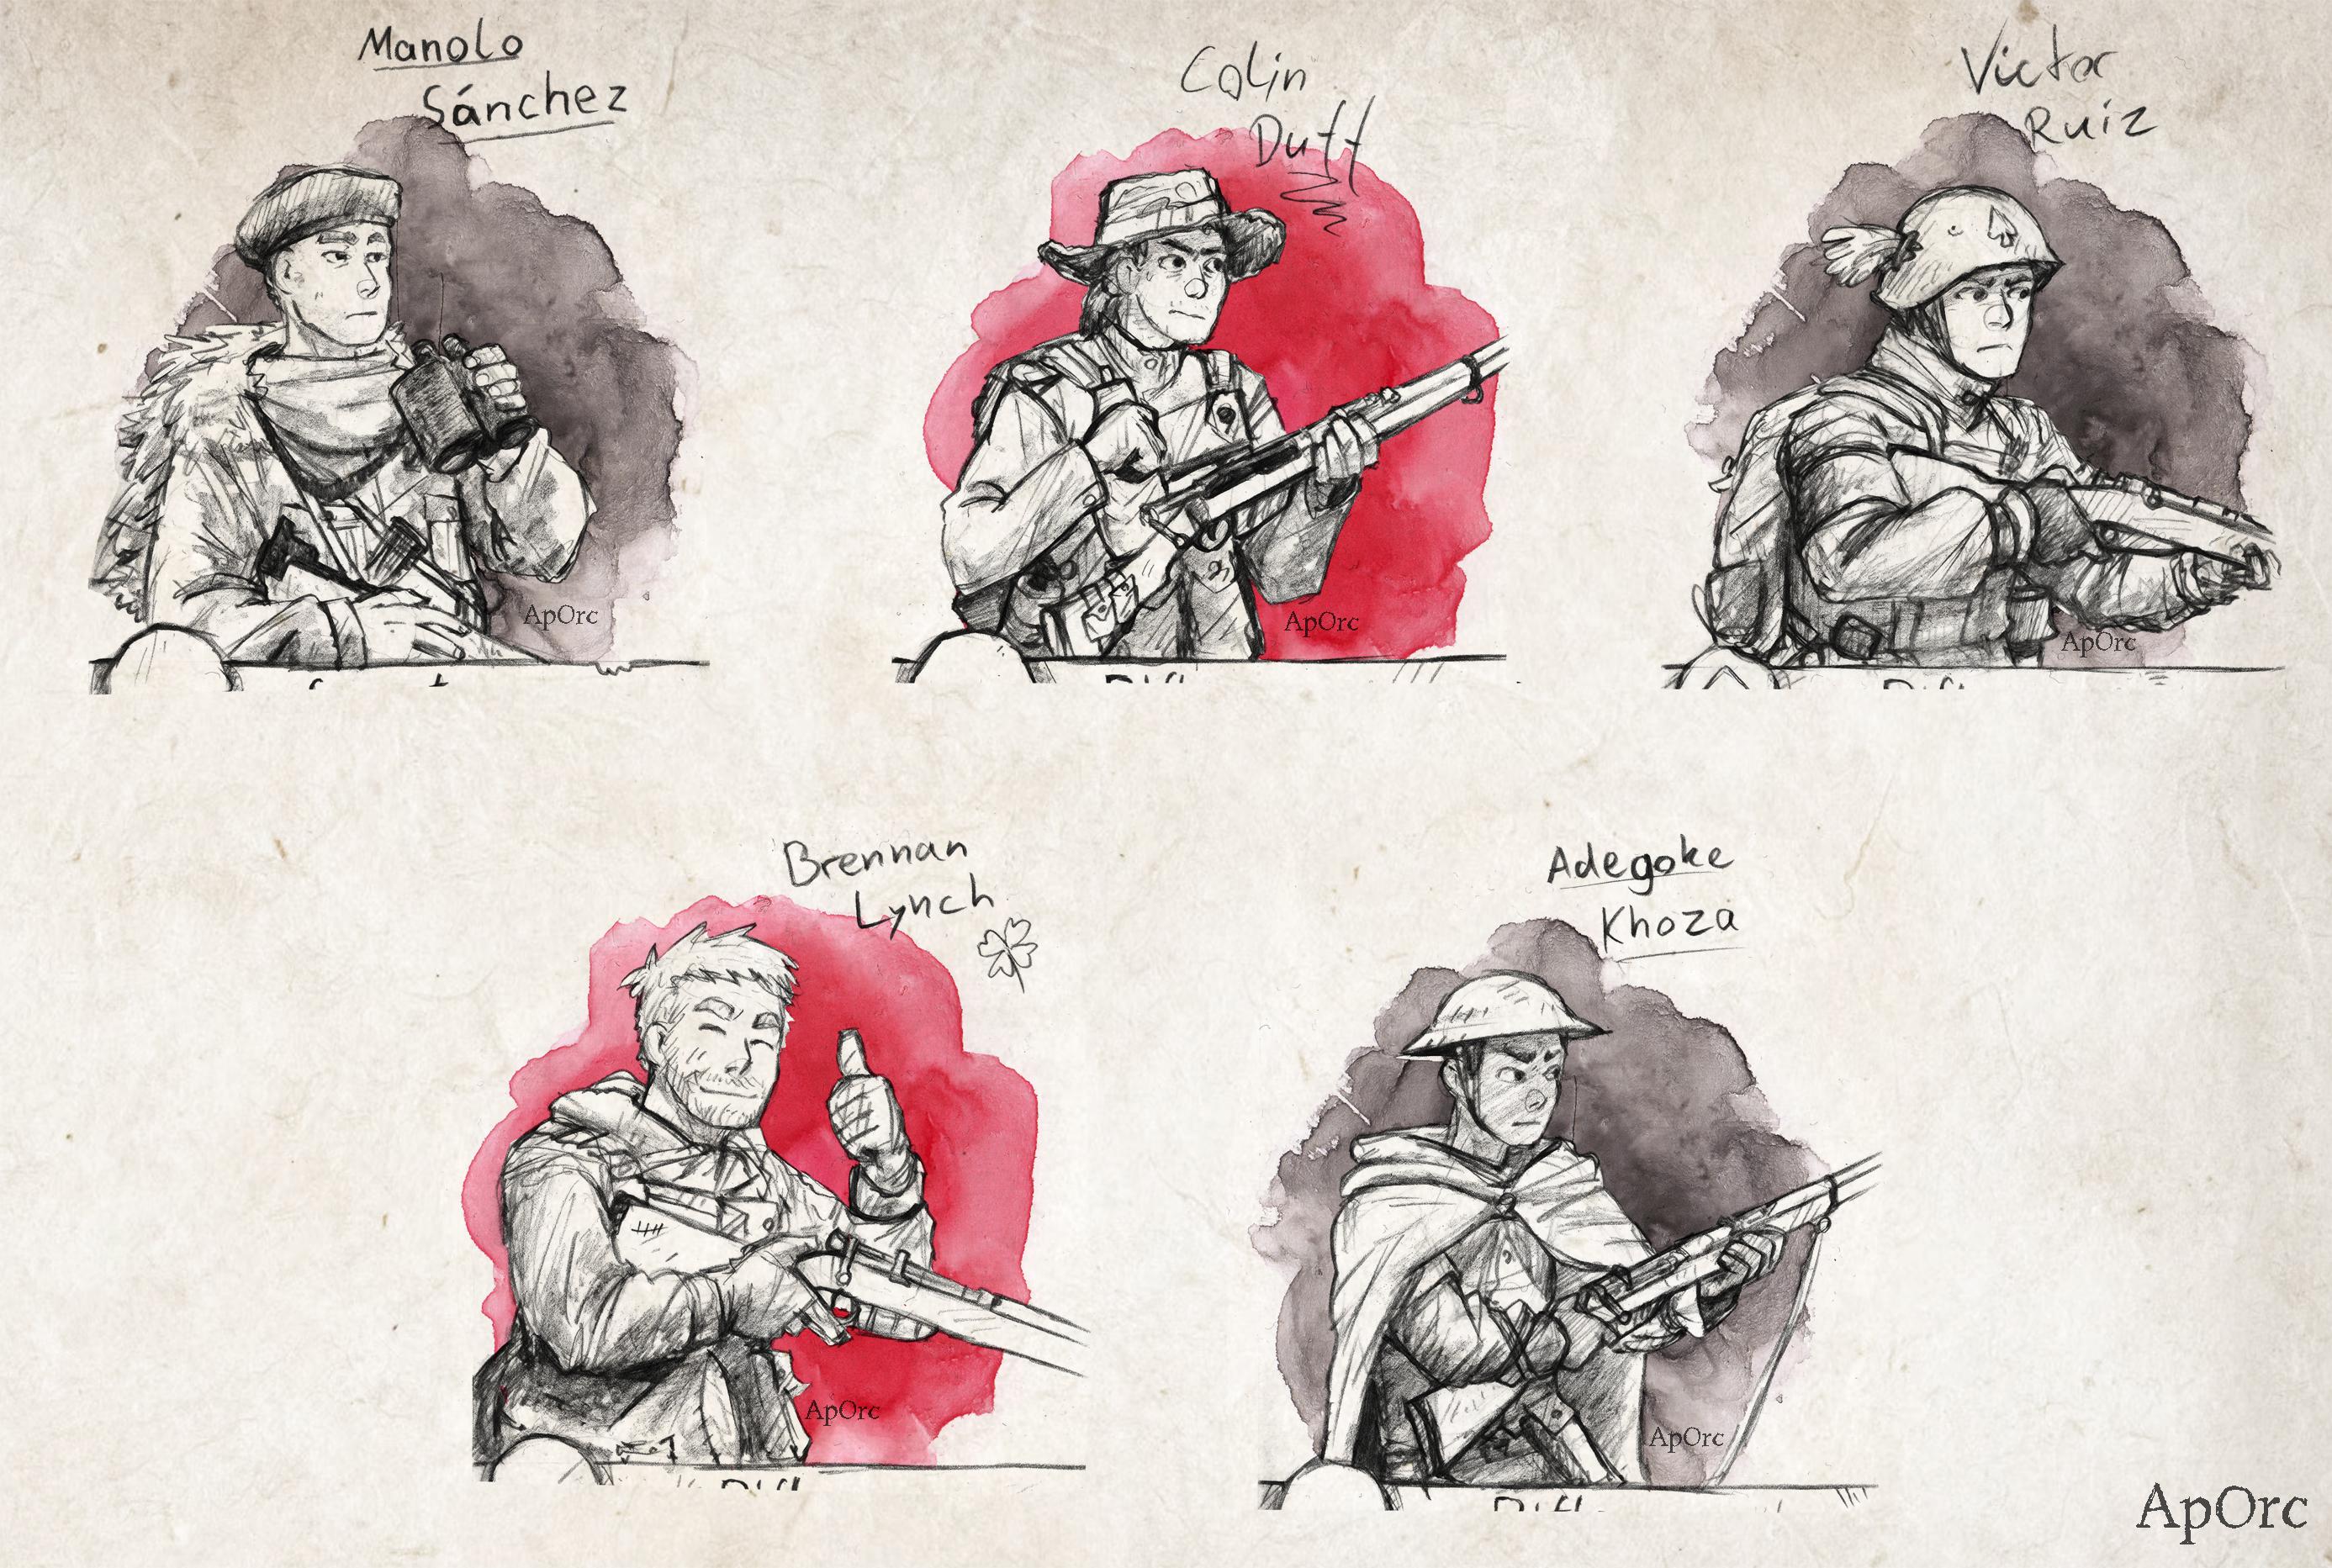 Manolo
Sánchez
Colin
Duff
Victor
Ruiz
ApOrc
ApOrc
ApOrc
Brennan
Lynch
Adegoke
Khoza
ApOrc
ApOrc
ApOrc